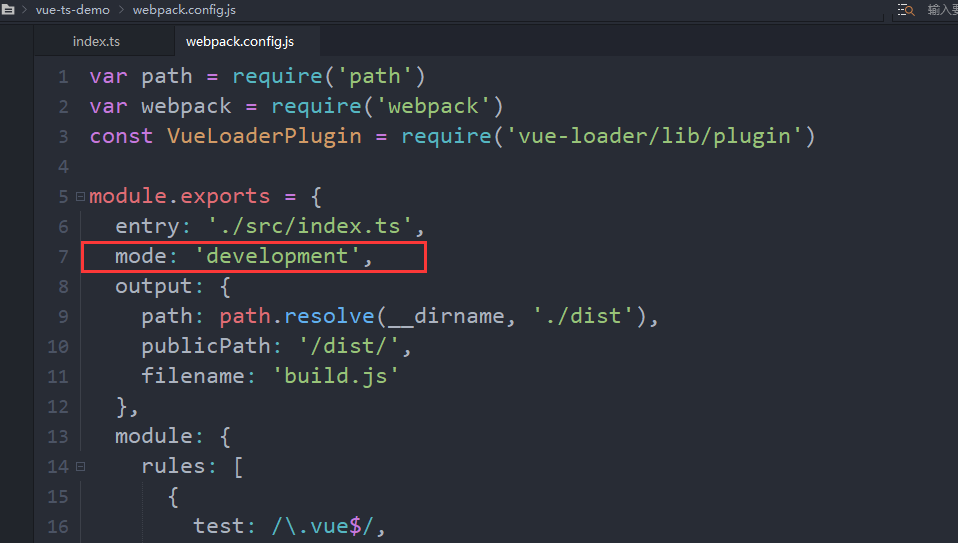 vue-ts-demo > webpack.config.js 输入要
index.ts webpack.config.js
1 var path = require('path')
2 var webpack = require('webpack')
3 const VueLoaderPlugin = require('vue-loader/lib/plugin')
4
5 module.exports = {
6 entry: './src/index.ts',
7 mode: 'development',
8 output: {
9 path: path.resolve(__dirname, './dist'),
10 publicPath: '/dist/',
11 filename: 'build.js'
12 },
13 module: {
14 rules: [
15 {
16 test: /\.vue$/,